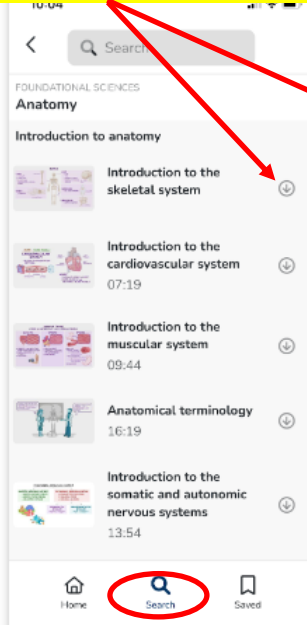 10:04
Search
FOUNDATIONAL SCIENCES
Anatomy
Introduction to anatomy
Introduction to the
skeletal system
Introduction to the
cardiovascular system
07:19
Introduction to the
muscular system
09:44
Anatomical terminology
16:19
Introduction to the
somatic and autonomic
nervous systems
13:54
Home
Search
Saved